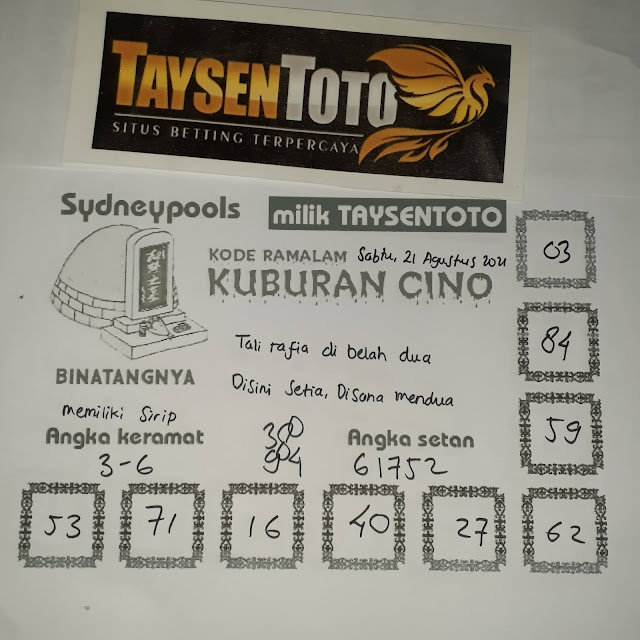 TAYSENTOTO
SITUS BETTING TERPERCAYA
Sydneypools
milik TAYSENTOTO
KODE RAMALAM Sabtu, 21 Agustus 2021
KUBURAN CINO
03
84
59
Tali rafia di belah dua
Disini Setia, Disana mendua
BINATANGNYA
memiliki Sirip
Angka keramat
3-6
Angka setan
61752
53
71
16
40
27
62